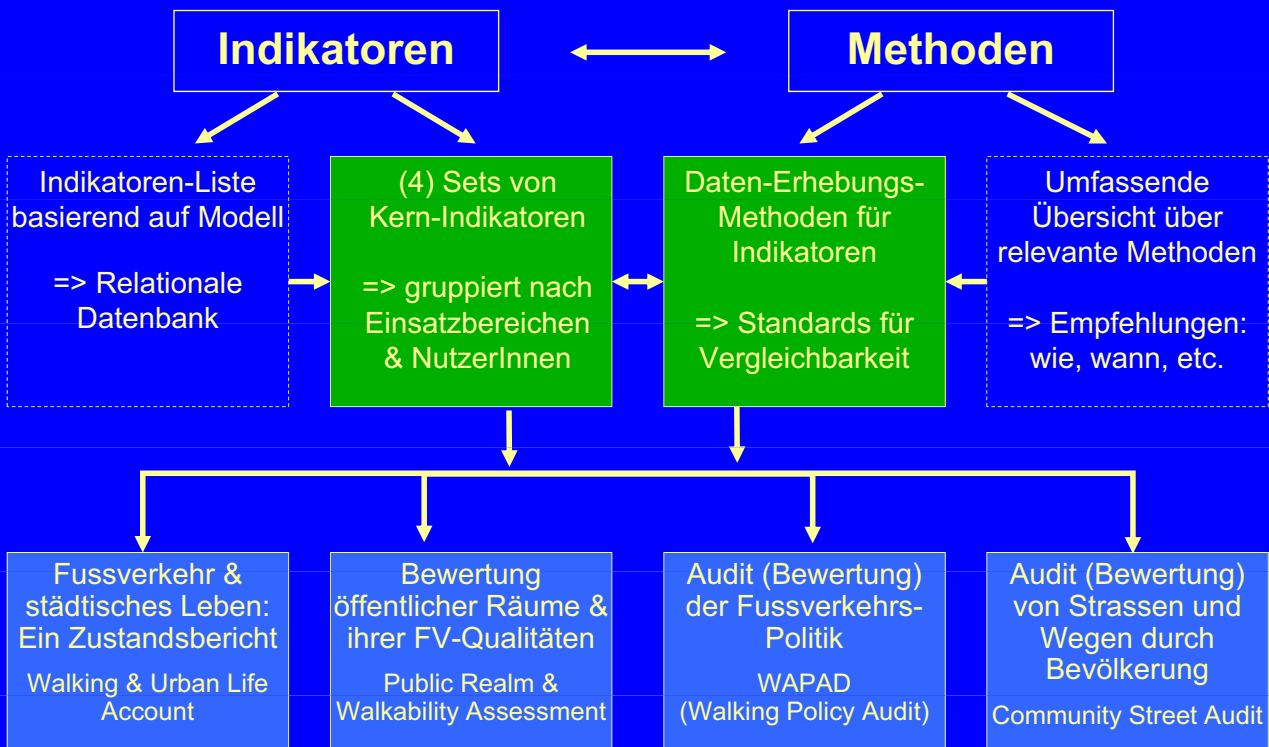 Indikatoren
Methoden
Indikatoren-Liste
basierend auf Modell
=> Relationale
Datenbank
(4) Sets von
Kern-Indikatoren
=> gruppiert nach
Einsatzbereichen
& NutzerInnen
Daten-Erhebungs-
Methoden für
Indikatoren
=> Standards für
Vergleichbarkeit
Umfassende
Übersicht über
relevante Methoden
=> Empfehlungen:
wie, wann, etc.
Fussverkehr &
städtisches Leben:
Ein Zustandsbericht
Walking & Urban Life
Account
Bewertung
öffentlicher Räume &
ihrer FV-Qualitäten
Public Realm &
Walkability Assessment
Audit (Bewertung)
der Fussverkehrs-
Politik
WAPAD
(Walking Policy Audit)
Audit (Bewertung)
von Strassen und
Wegen durch
Bevölkerung
Community Street Audit